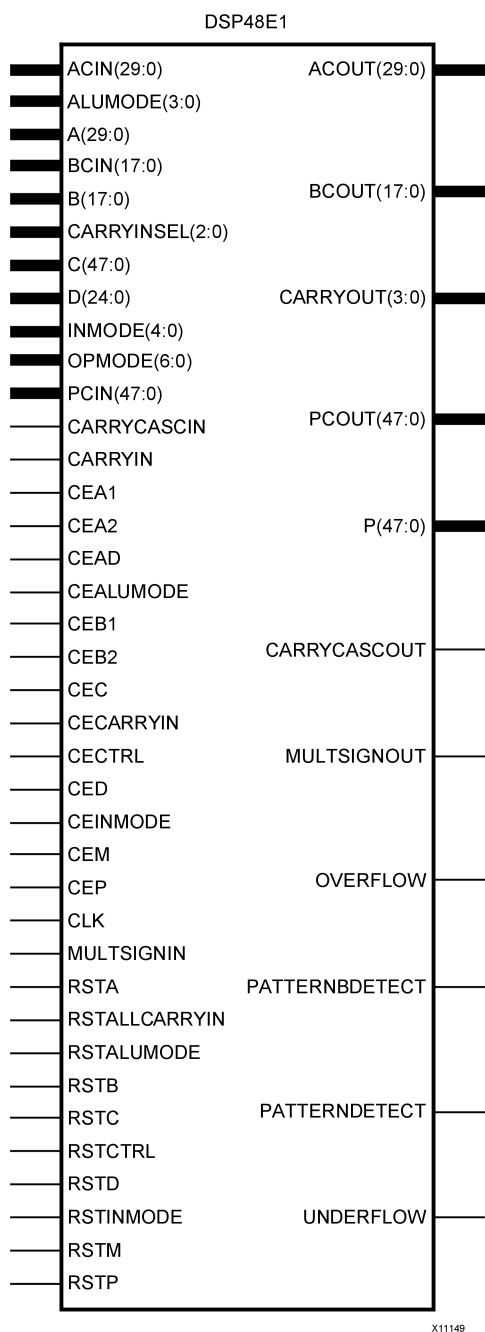 DSP48E1
ACIN(29:0)
ACOUT(29:0)
ALUMODE(3:0)
A(29:0)
BCIN(17:0)
BCOUT(17:0)
B(17:0)
CARRYINSEL(2:0)
C(47:0)
D(24:0)
CARRYOUT(3:0)
INMODE(4:0)
OPMODE(6:0)
PCIN(47:0)
PCOUT(47:0)
CARRYCASCIN
CARRYIN
CEA1
CEA2
P(47:0)
CEAD
CEALUMODE
CEB1
CEB2
CARRYCASCOUT
CEC
CECARRYIN
CECTRL
MULTSIGNOUT
CED
CEINMODE
CEM
CEP
OVERFLOW
CLK
MULTSIGNIN
RSTA
PATTERNBDETECT
RSTALLCARRYIN
RSTALUMODE
RSTB
RSTC
PATTERNDETECT
RSTCTRL
RSTD
RSTINMODE
UNDERFLOW
RSTM
RSTP
X11149